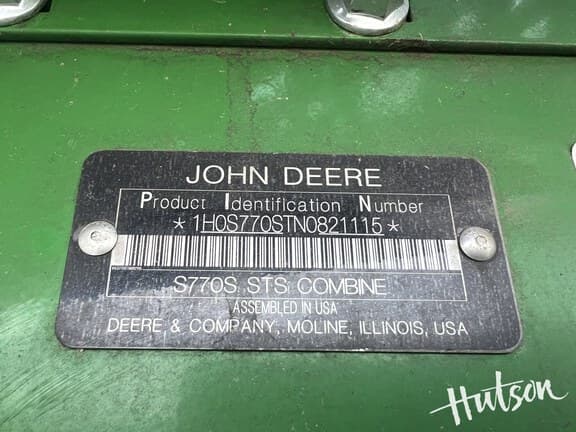 JOHN DEERE
Product Identification Number
*1H0S770STN0821115*
S770S STS COMBINE
ASSEMBLED IN USA
DEERE & COMPANY, MOLINE, ILLINOIS, USA
Hutson